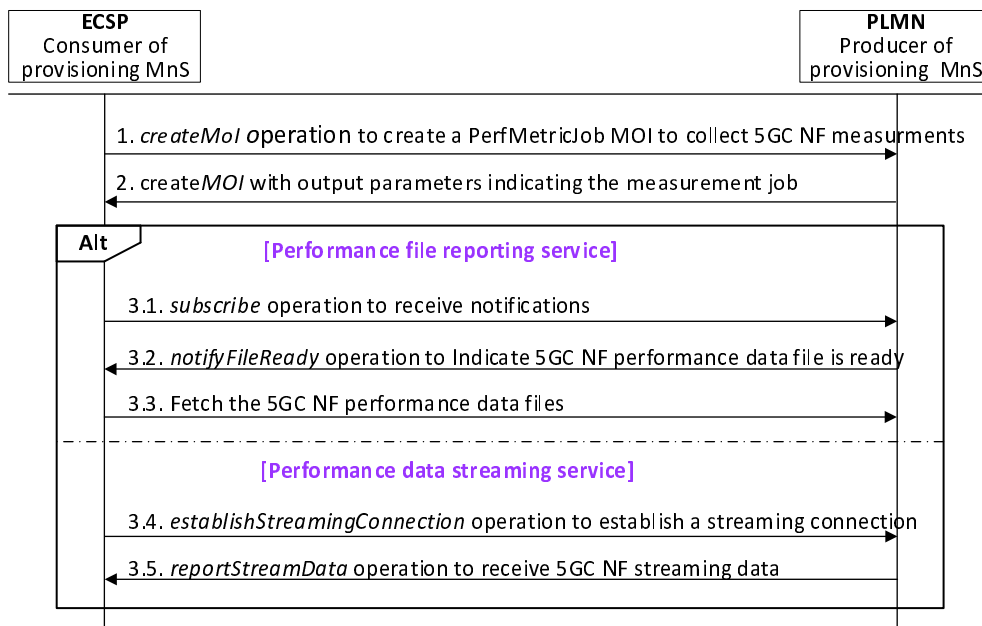 ECSP
Consumer of
provisioning MnS
PLMN
Producer of
provisioning MnS
1. createMoI operation to create a PerfMetricJob MOI to collect 5GC NF measurments
2. createMOI with output parameters indicating the measurement job
Alt
[Performance file reporting service]
3.1. subscribe operation to receive notifications
3.2. notifyFileReady operation to Indicate 5GC NF performance data file is ready
3.3. Fetch the 5GC NF performance data files
[Performance data streaming service]
3.4. establishStreamingConnection operation to establish a streaming connection
3.5. reportStreamData operation to receive 5GC NF streaming data